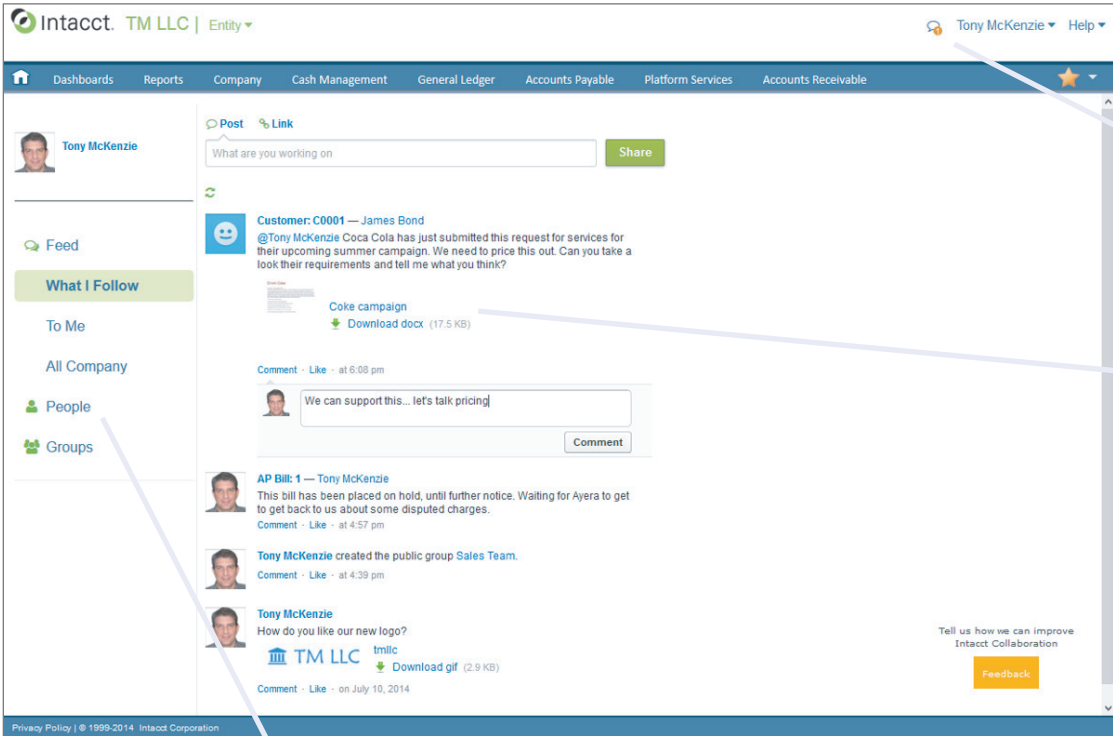 Intacct. TM LLC | Entity
Tony McKenzie Help
Dashboards Reports Company Cash Management General Ledger Accounts Payable Platform Services Accounts Receivable
Tony McKenzie
Feed
What I Follow
To Me
All Company
People
Groups
Post Link
What are you working on
Share
Customer: C0001 — James Bond
@Tony McKenzie Coca Cola has just submitted this request for services for
their upcoming summer campaign. We need to price this out. Can you take a
look their requirements and tell me what you think?
Coke campaign
Download docx (17.5 KB)
Comment · Like · at 6:08 pm
We can support this... let's talk pricing
Comment
AP Bill: 1 — Tony McKenzie
This bill has been placed on hold, until further notice. Waiting for Ayera to get
to get back to us about some disputed charges.
Comment · Like · at 4:57 pm
Tony McKenzie created the public group Sales Team.
Comment · Like · at 4:39 pm
Tony McKenzie
How do you like our new logo?
TM LLC
tmllc
Download gif (2.9 KB)
Comment · Like · on July 10, 2014
Tell us how we can improve
Intacct Collaboration
Feedback
Privacy Policy | © 1999-2014 Intacct Corporation